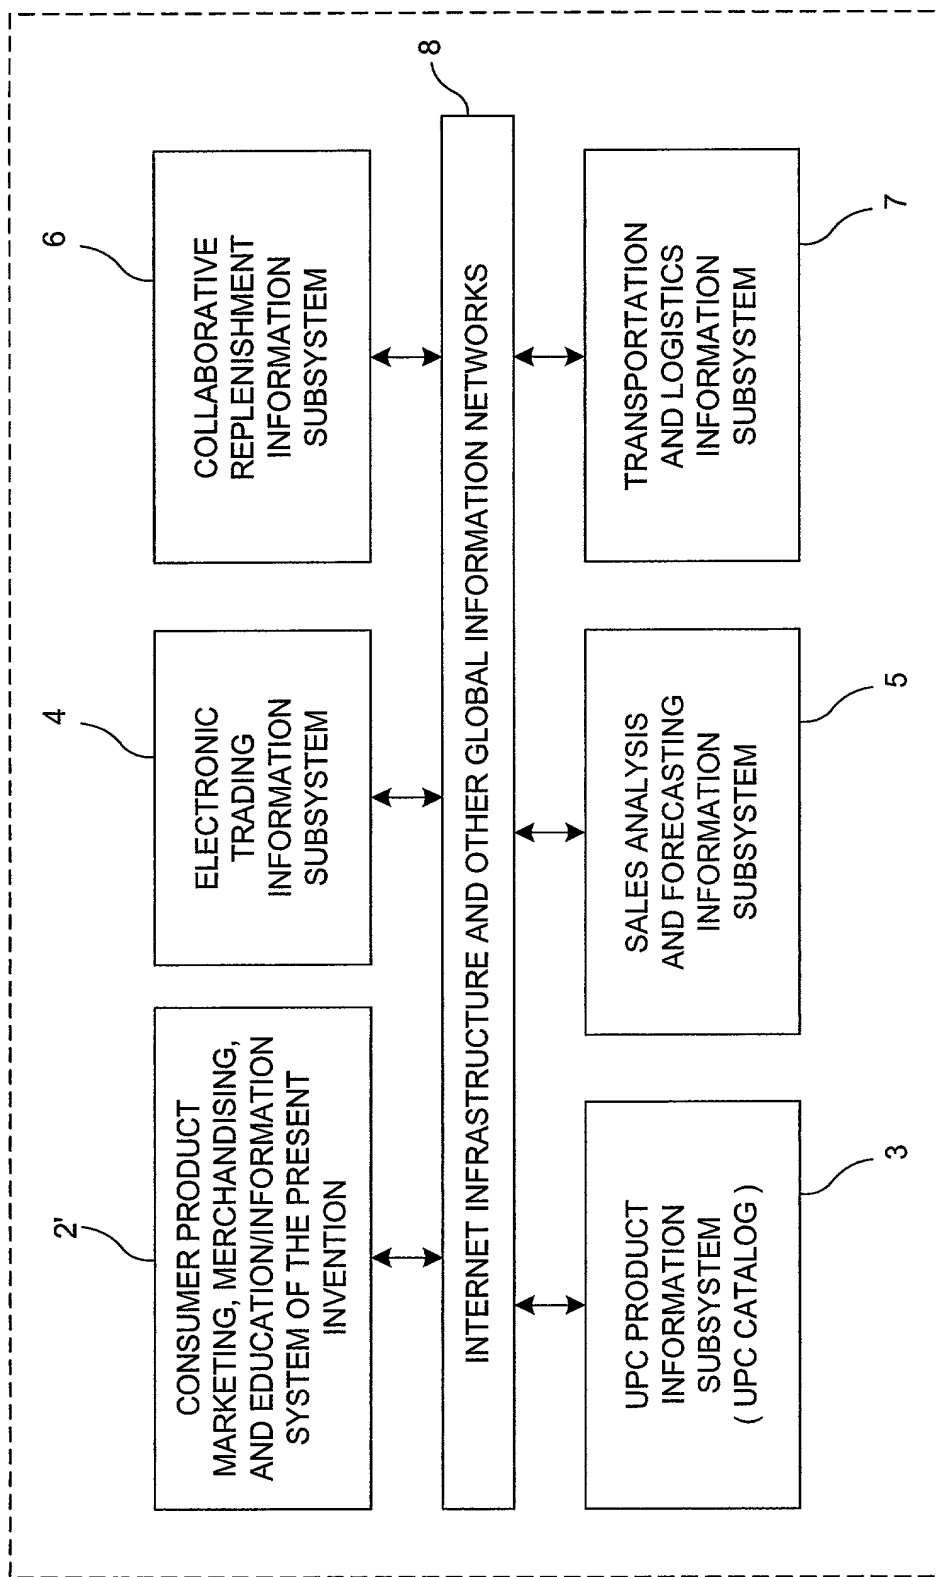 2'
CONSUMER PRODUCT
MARKETING, MERCHANDISING,
AND EDUCATION/INFORMATION
SYSTEM OF THE PRESENT
INVENTION
4
ELECTRONIC
TRADING
INFORMATION
SUBSYSTEM
6
COLLABORATIVE
REPLENISHMENT
INFORMATION
SUBSYSTEM
8
INTERNET INFRASTRUCTURE AND OTHER GLOBAL INFORMATION NETWORKS
UPC PRODUCT
INFORMATION
SUBSYSTEM
( UPC CATALOG )
3
SALES ANALYSIS
AND FORECASTING
INFORMATION
SUBSYSTEM
5
TRANSPORTATION
AND LOGISTICS
INFORMATION
SUBSYSTEM
7